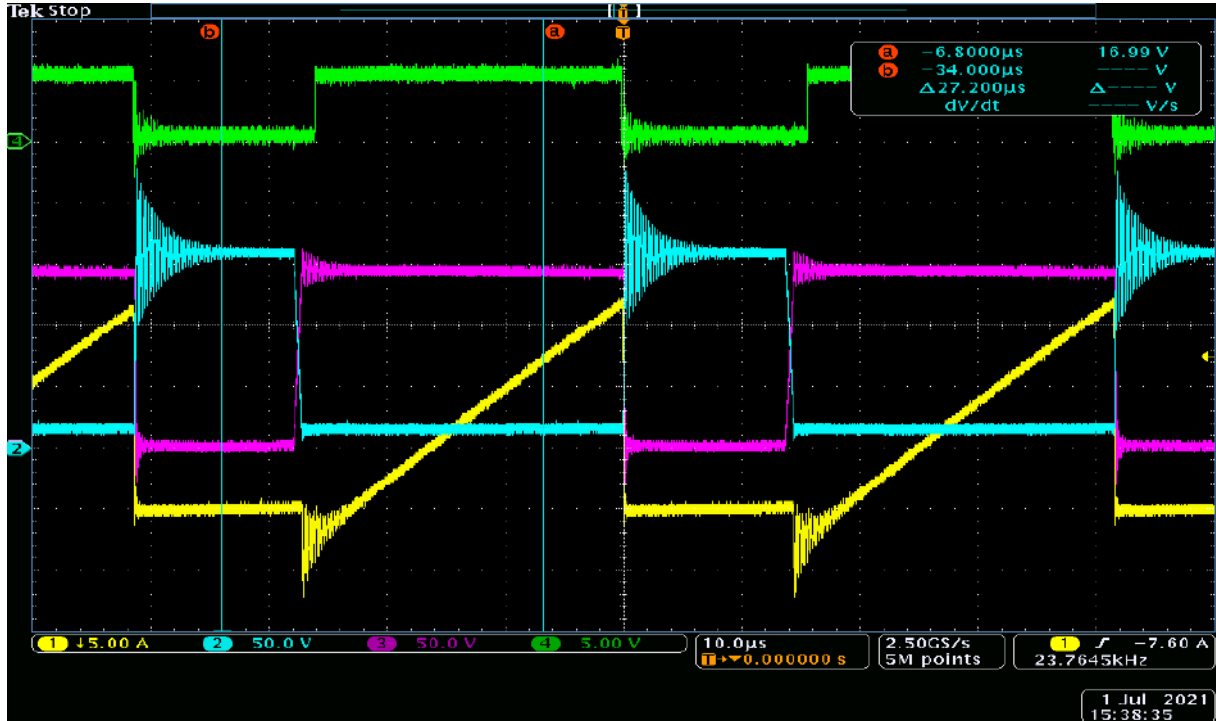 Tek Stop
[ T ]
b
a
T
a -6.8000µs 16.99 V
b -34.000µs ---- V
Δ27.200µs Δ---- V
dV/dt ---- V/s
4
2
1 ↓5.00 A 2 50.0 V 3 50.0 V 4 5.00 V
10.0µs
T→▼0.000000 s
2.50GS/s
5M points
1 ∫ -7.60 A
23.7645kHz
1 Jul 2021
15:38:35